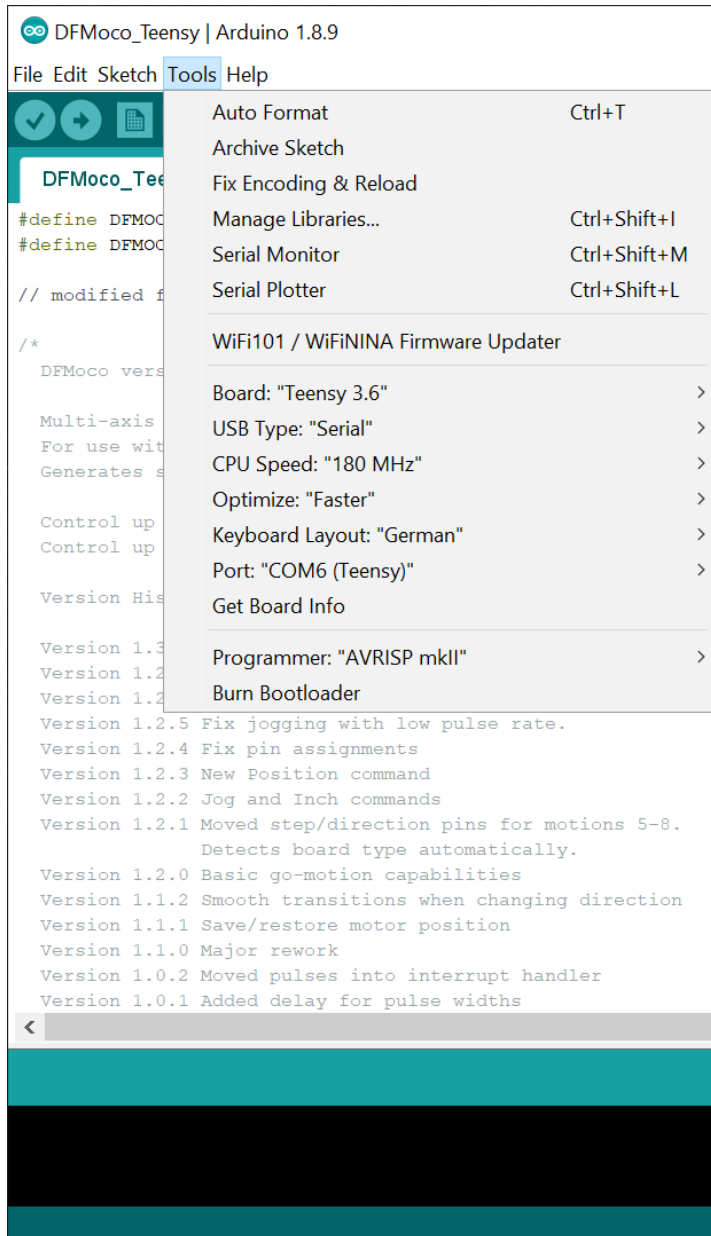 DFMoco_Teensy | Arduino 1.8.9
File Edit Sketch Tools Help
Auto Format Ctrl+T
Archive Sketch
Fix Encoding & Reload
Manage Libraries... Ctrl+Shift+I
Serial Monitor Ctrl+Shift+M
Serial Plotter Ctrl+Shift+L
WiFi101 / WiFiNINA Firmware Updater
Board: "Teensy 3.6"
USB Type: "Serial"
CPU Speed: "180 MHz"
Optimize: "Faster"
Keyboard Layout: "German"
Port: "COM6 (Teensy)"
Get Board Info
Programmer: "AVRISP mkII"
Burn Bootloader
DFMoco_Tee
#define DFMOC
#define DFMOC
// modified f
/*
DFMoco vers
Multi-axis
For use wit
Generates s
Control up
Control up
Version His
Version 1.3
Version 1.2
Version 1.2
Version 1.2.5 Fix jogging with low pulse rate.
Version 1.2.4 Fix pin assignments
Version 1.2.3 New Position command
Version 1.2.2 Jog and Inch commands
Version 1.2.1 Moved step/direction pins for motions 5-8.
Detects board type automatically.
Version 1.2.0 Basic go-motion capabilities
Version 1.1.2 Smooth transitions when changing direction
Version 1.1.1 Save/restore motor position
Version 1.1.0 Major rework
Version 1.0.2 Moved pulses into interrupt handler
Version 1.0.1 Added delay for pulse widths